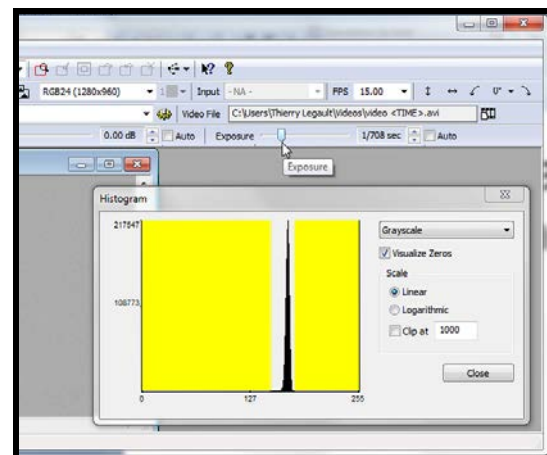 RGB24 (1280x960) Input -NA- FPS 15.00 0°
Video File C:\Users\Thierry Legault\Videos\video <TIME>.avi
0.00 dB Auto Exposure 1/708 sec Auto
Exposure
Histogram
217547
Grayscale
Visualize Zeros
Scale
108773
Linear
Logarithmic
Clip at 1000
Close
0 127 255